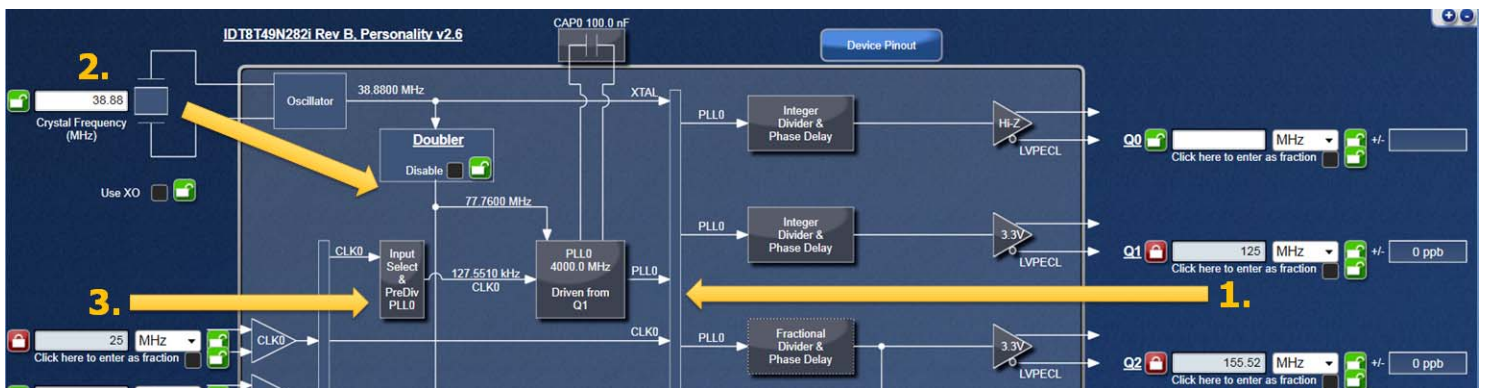 CAP0 100.0 nF
IDT8T49N282i Rev B, Personality v2.6
Device Pinout
2.
38.88
Crystal Frequency
(MHz)
Use XO
Oscillator
38.8800 MHz
XTAL
Doubler
Disable
77.7600 MHz
CLK0
Input
Select
&
PreDiv
PLL0
127.5510 kHz
CLK0
PLL0
4000.0 MHz
Driven from
Q1
PLL0
CLK0
3.
25 MHz
Click here to enter as fraction
CLK0
PLL0
Integer
Divider &
Phase Delay
Hi-Z
LVPECL
Q0 MHz +/-
Click here to enter as fraction
PLL0
Integer
Divider &
Phase Delay
3.3V
LVPECL
Q1 125 MHz +/- 0 ppb
Click here to enter as fraction
1.
PLL0
Fractional
Divider &
Phase Delay
3.3V
LVPECL
Q2 155.52 MHz +/- 0 ppb
Click here to enter as fraction